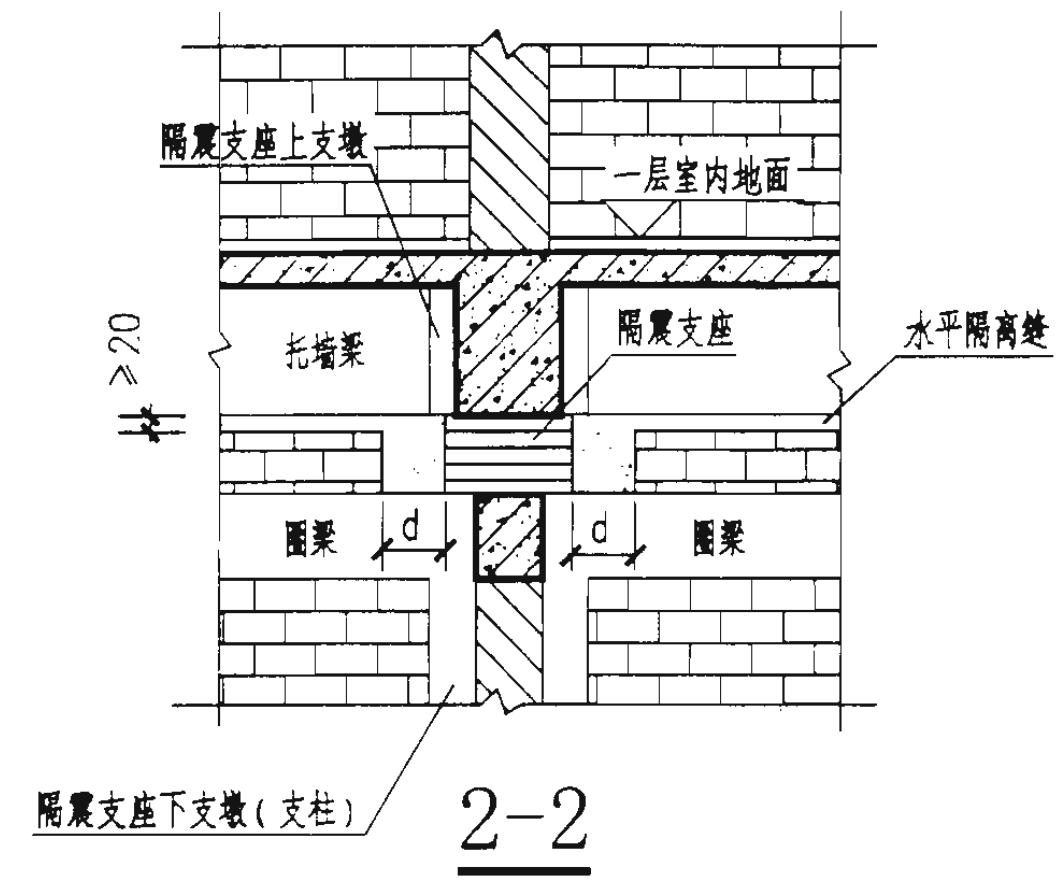 隔震支座上支墩
一层室内地面
≥20
托墙梁
隔震支座
水平隔离缝
圈梁
d
d
圈梁
隔震支座下支墩(支柱)
2-2